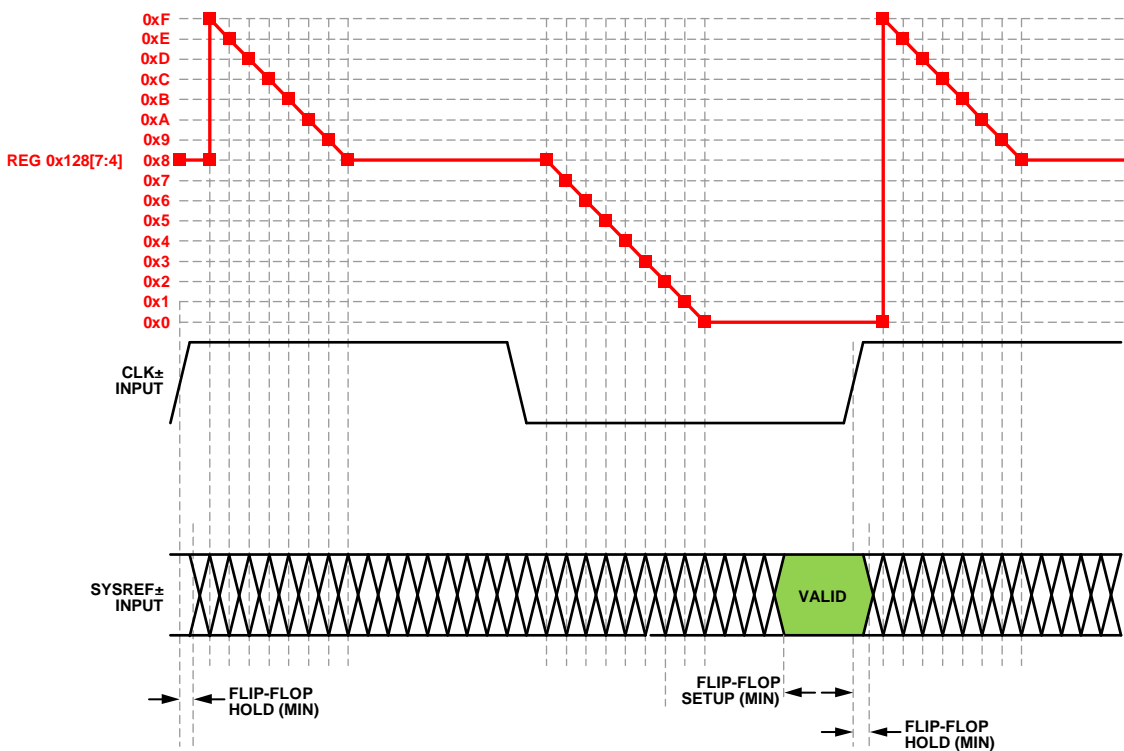 0xF
0xE
0xD
0xC
0xB
0xA
0x9
REG 0x128[7:4] 0x8
0x7
0x6
0x5
0x4
0x3
0x2
0x1
0x0
CLK±
INPUT
SYSREF±
INPUT
VALID
FLIP-FLOP
HOLD (MIN)
FLIP-FLOP
SETUP (MIN)
FLIP-FLOP
HOLD (MIN)